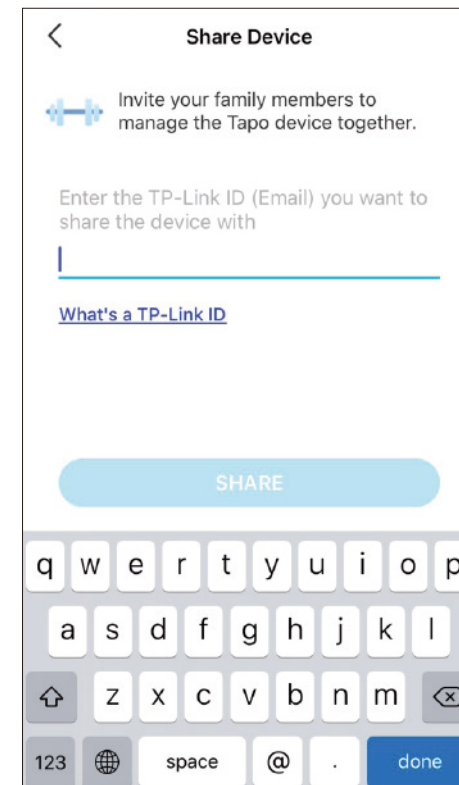 Share Device
Invite your family members to
manage the Tapo device together.
Enter the TP-Link ID (Email) you want to
share the device with
What's a TP-Link ID
SHARE
q w e r t y u i o p
a s d f g h j k l
z x c v b n m
123 space @ . done